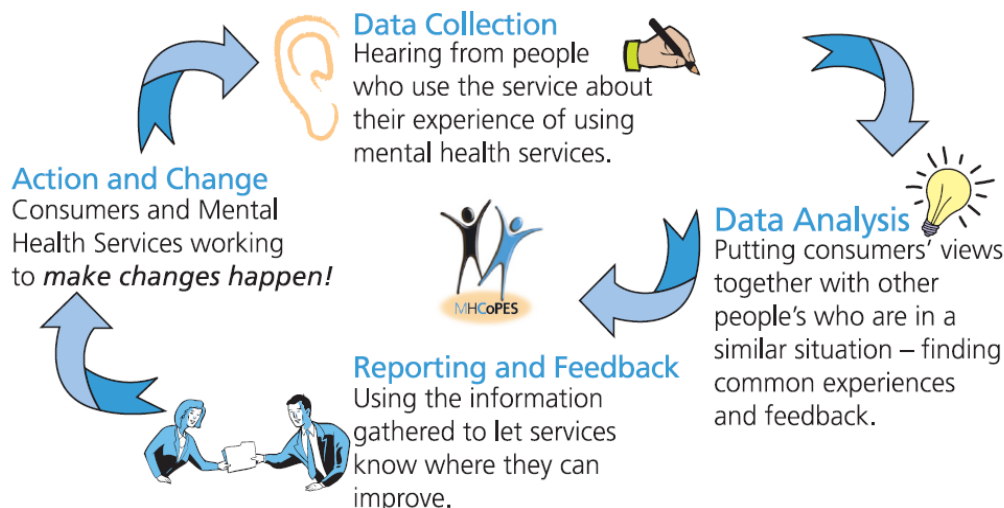 Data Collection
Hearing from people
who use the service about
their experience of using
mental health services.
Data Analysis
Putting consumers’ views
together with other
people’s who are in a
similar situation – finding
common experiences
and feedback.
Reporting and Feedback
Using the information
gathered to let services
know where they can
improve.
Action and Change
Consumers and Mental
Health Services working
to make changes happen!
MHCoPES